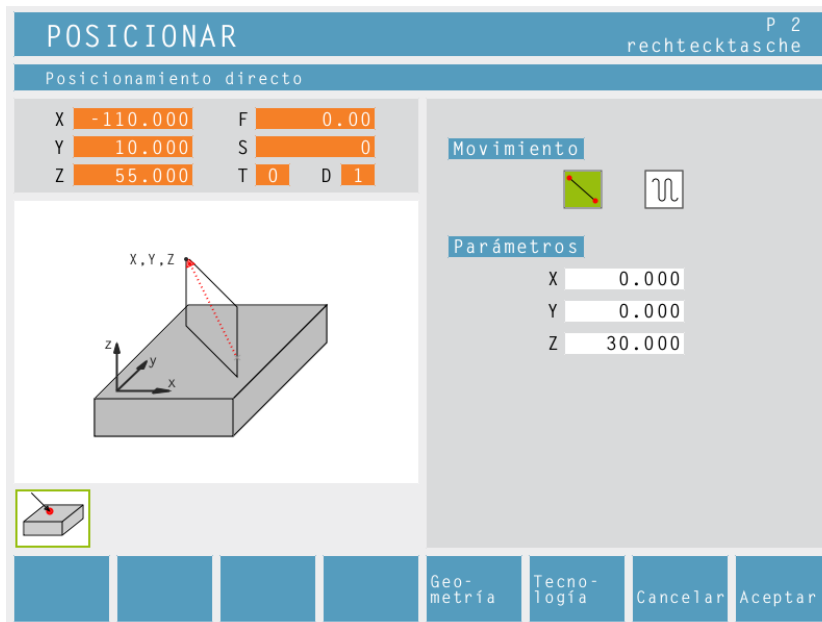 POSICIONAR
P 2
rechtecktasche
Posicionamiento directo
X -110.000 F 0.00
Y 10.000 S 0
Z 55.000 T 0 D 1
Movimiento
Parámetros
X 0.000
Y 0.000
Z 30.000
X,Y,Z
z
y
x
Geo-
metría
Tecno-
logía
Cancelar
Aceptar